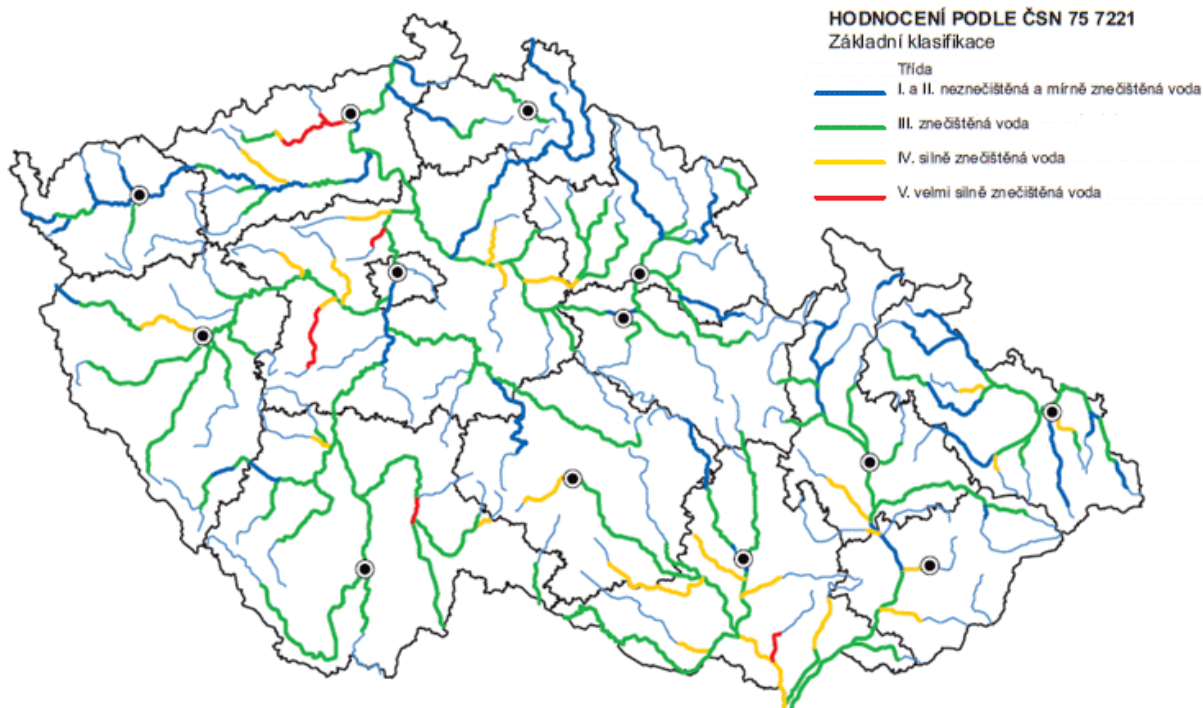 HODNOCENÍ PODLE ČSN 75 7221
Základní klasifikace
Třída
I. a II. neznečištěná a mírně znečištěná voda
III. znečištěná voda
IV. silně znečištěná voda
V. velmi silně znečištěná voda